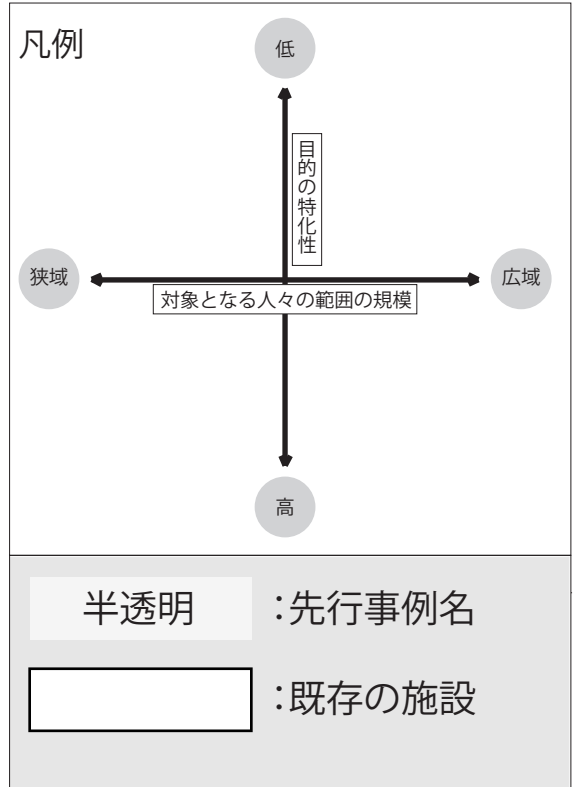 凡例
低
目的の特化性
狭域
広域
対象となる人々の範囲の規模
高
半透明 ：先行事例名
：既存の施設